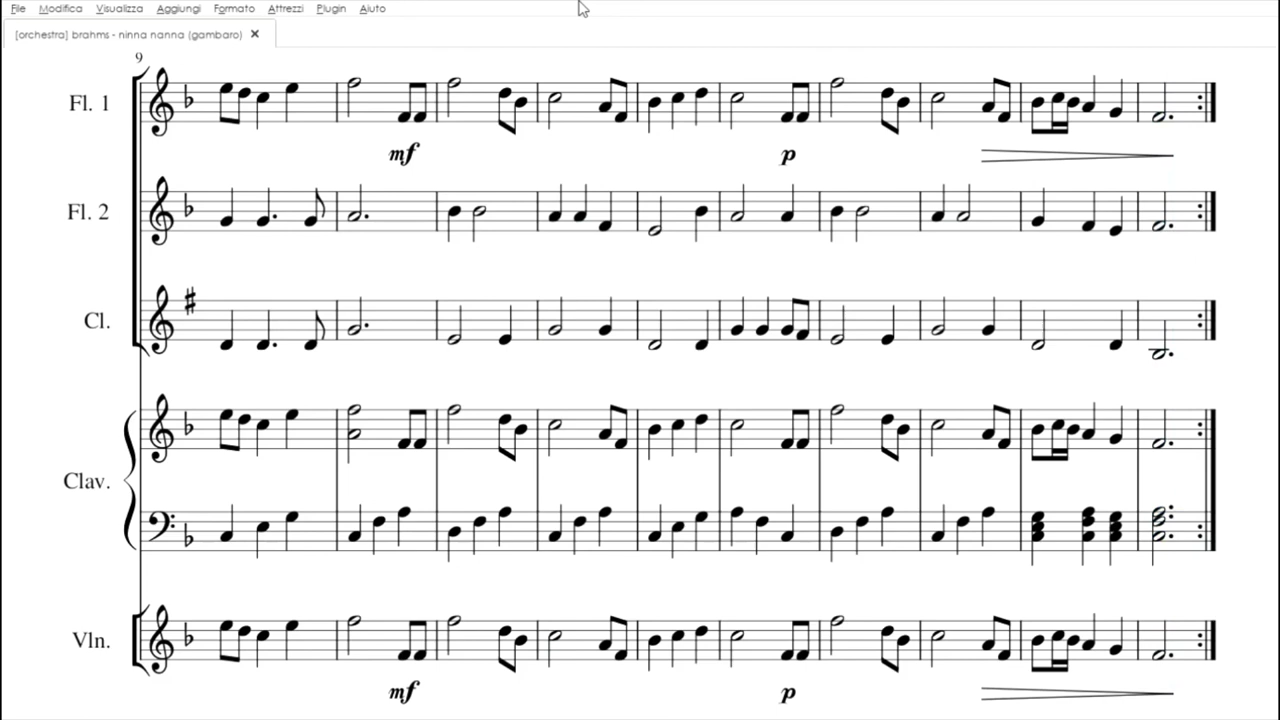 File Modifica Visualizza Aggiungi Formato Attrezzi Plugin Aiuto
[orchestra] brahms - ninna nanna (gambaro)
9
Fl. 1
mf p
Fl. 2
Cl.
Clav.
Vln.
mf p